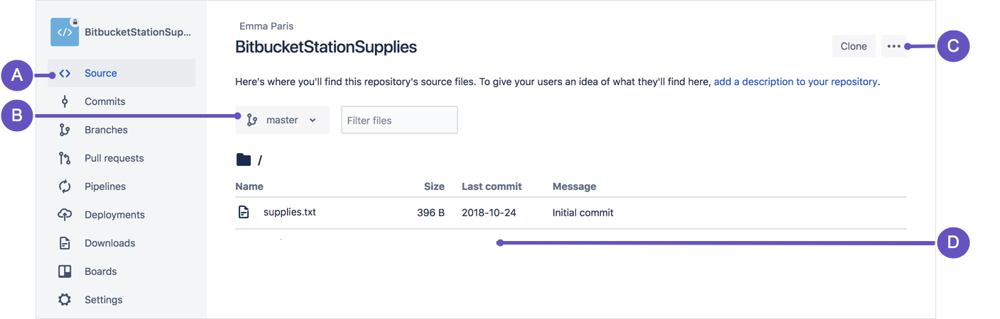 BitbucketStationSup...
Source
Commits
Branches
Pull requests
Pipelines
Deployments
Downloads
Boards
Settings
Emma Paris
BitbucketStationSupplies
Clone
Here's where you'll find this repository's source files. To give your users an idea of what they'll find here, add a description to your repository.
master
Filter files
/
Name Size Last commit Message
supplies.txt 396 B 2018-10-24 Initial commit
A
B
C
D